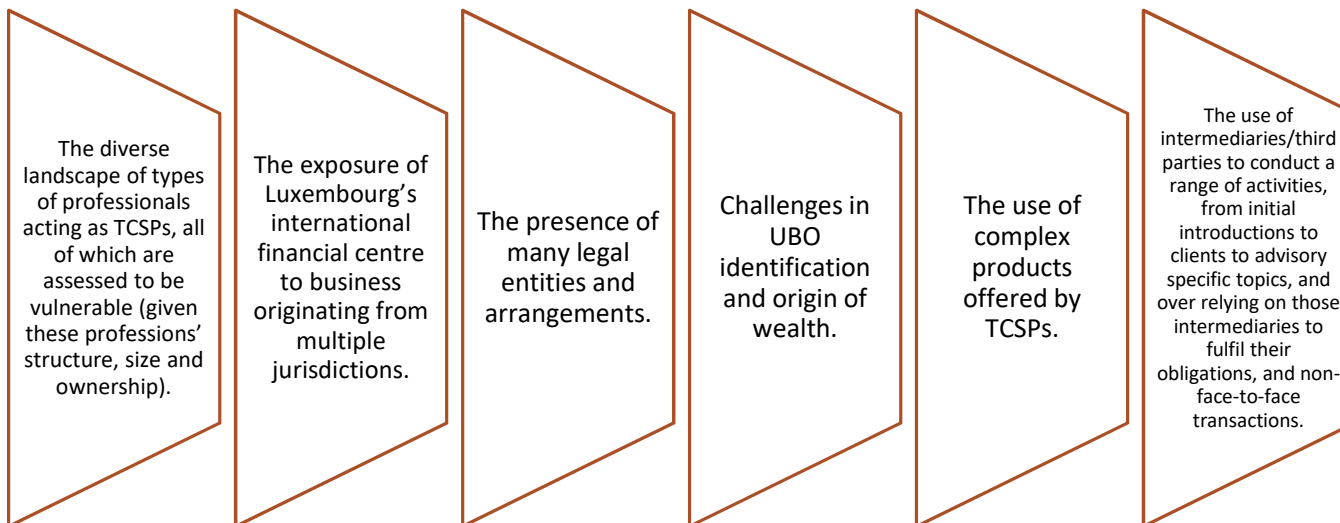 The diverse
landscape of types
of professionals
acting as TCSPs, all
of which are
assessed to be
vulnerable (given
these professions’
structure, size and
ownership).
The exposure of
Luxembourg’s
international
financial centre
to business
originating from
multiple
jurisdictions.
The presence of
many legal
entities and
arrangements.
Challenges in
UBO
identification
and origin of
wealth.
The use of
complex
products
offered by
TCSPs.
The use of
intermediaries/third
parties to conduct a
range of activities,
from initial
introductions to
clients to advisory
specific topics, and
over relying on those
intermediaries to
fulfil their
obligations, and non-
face-to-face
transactions.